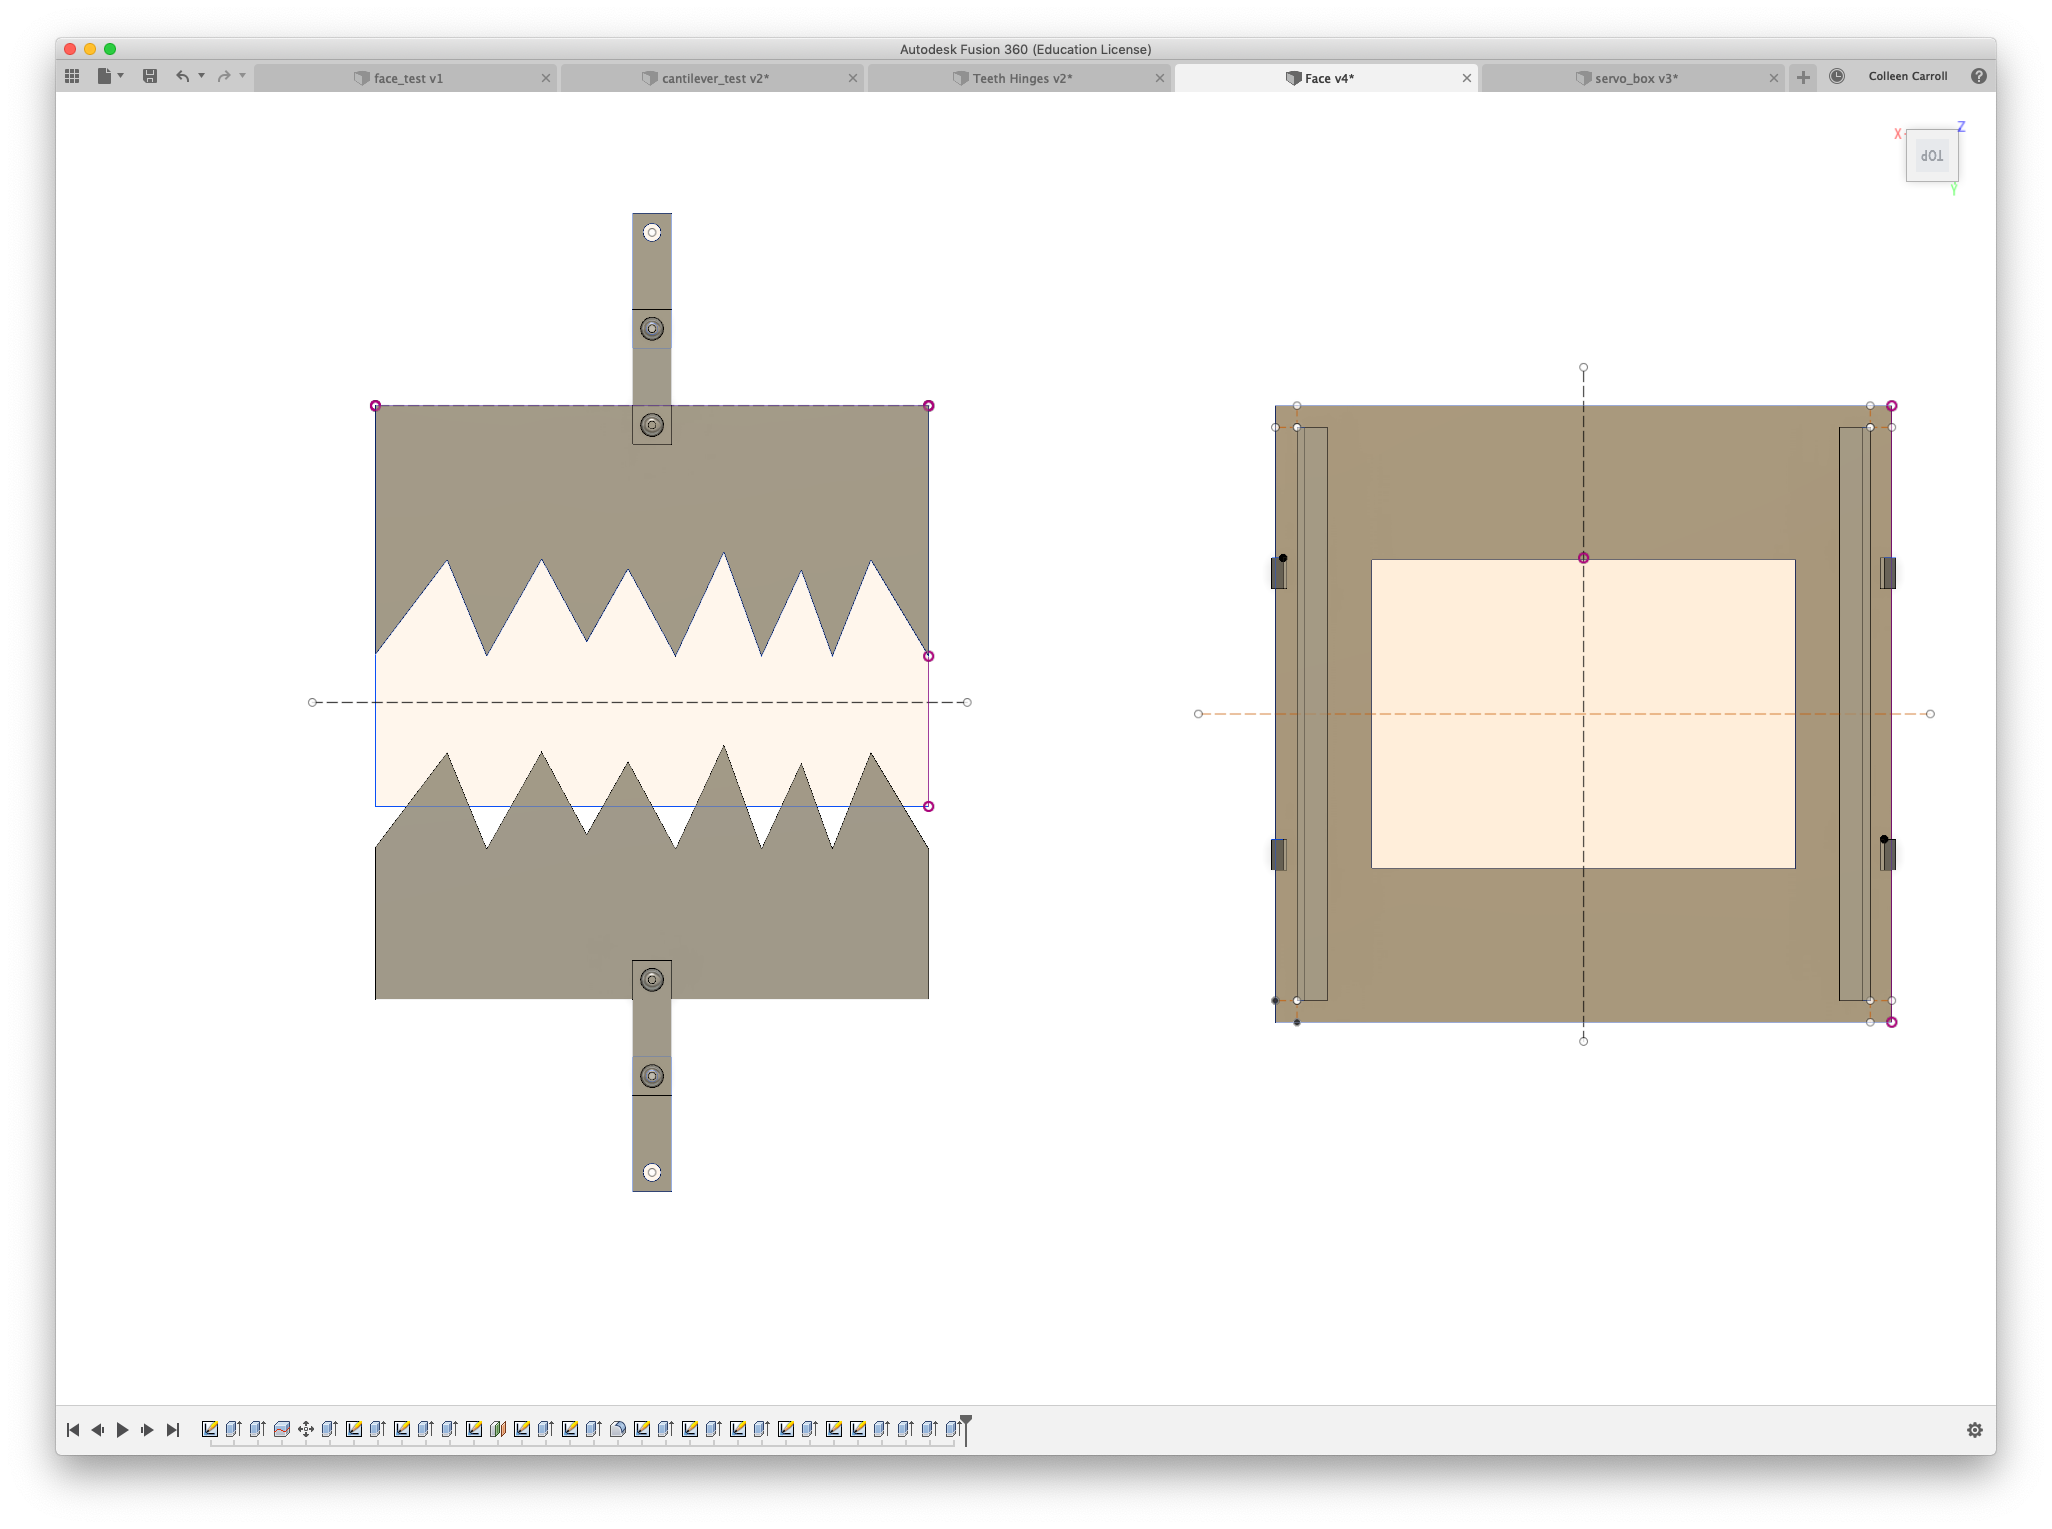 Autodesk Fusion 360 (Education License)
face_test v1
cantilever_test v2*
Teeth Hinges v2*
Face v4*
servo_box v3*
Colleen Carroll
X
Z
TOP
Y